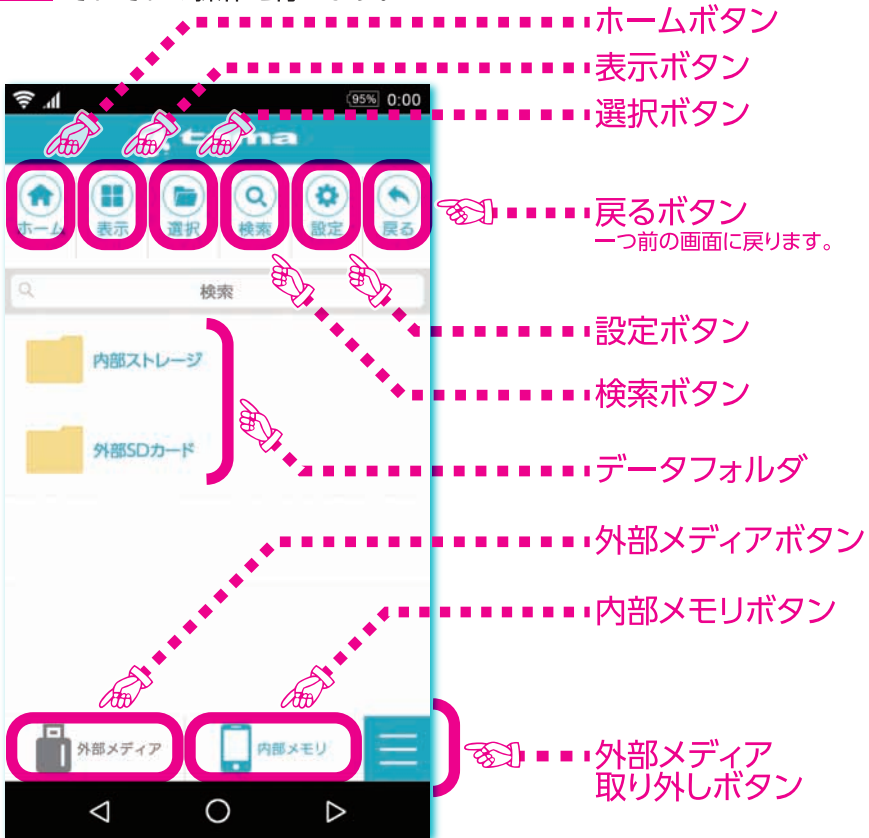 ホームボタン
表示ボタン
選択ボタン
95% 0:00
ホーム
表示
選択
検索
設定
戻る
戻るボタン
一つ前の画面に戻ります。
検索
設定ボタン
内部ストレージ
検索ボタン
外部SDカード
データフォルダ
外部メディアボタン
内部メモリボタン
外部メディア
内部メモリ
外部メディア
取り外しボタン